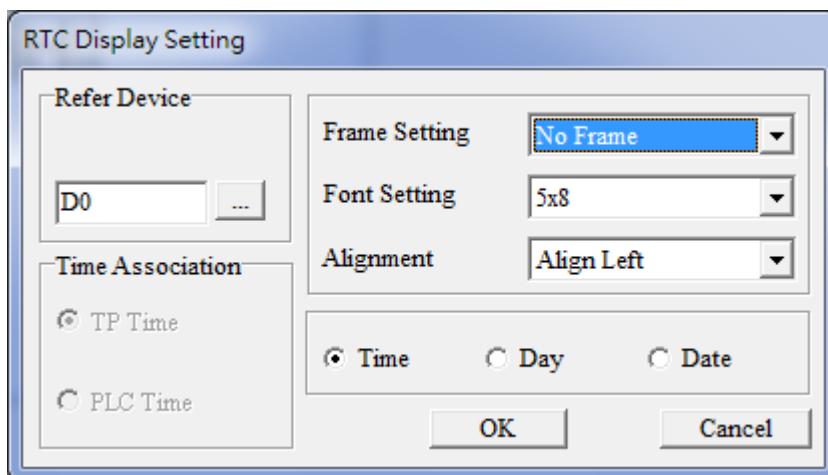 RTC Display Setting
Refer Device
D0
...
Time Association
TP Time
PLC Time
Frame Setting
No Frame
Font Setting
5x8
Alignment
Align Left
Time
Day
Date
OK
Cancel